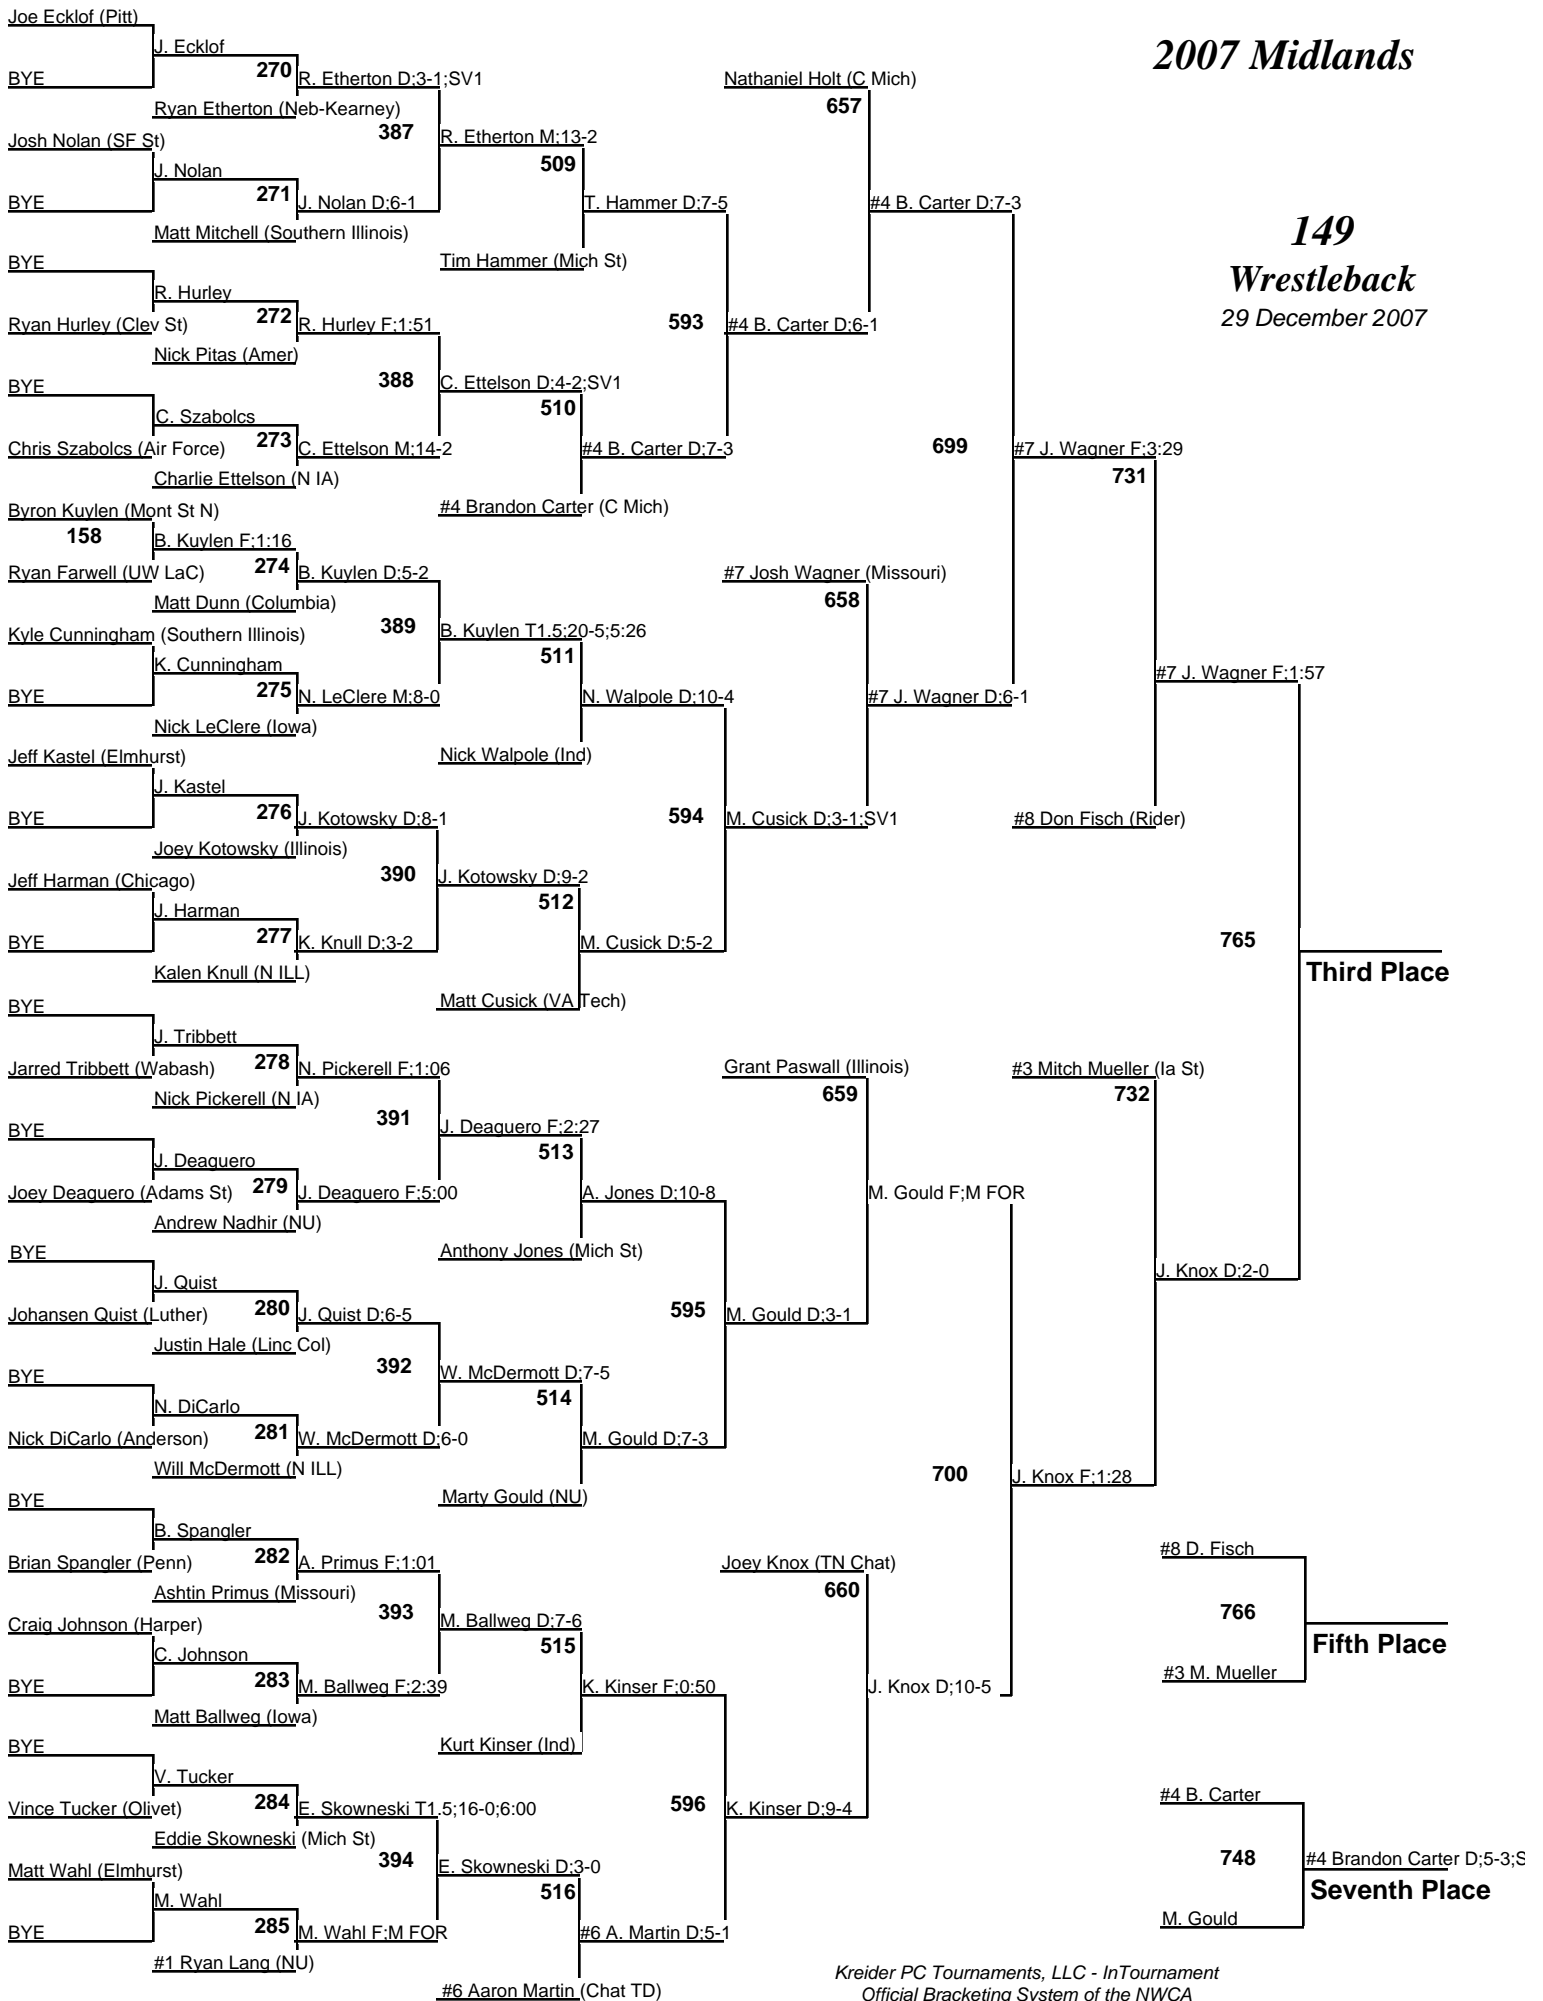 Joe Ecklof (Pitt)
J. Ecklof
BYE
270
R. Etherton D;3-1;SV1
Ryan Etherton (Neb-Kearney)
387
Josh Nolan (SF St)
R. Etherton M;13-2
J. Nolan
509
BYE
271
J. Nolan D;6-1
T. Hammer D;7-5
Matt Mitchell (Southern Illinois)
Tim Hammer (Mich St)
BYE
R. Hurley
Ryan Hurley (Clev St)
272
R. Hurley F;1:51
593
#4 B. Carter D;6-1
Nick Pitas (Amer)
388
BYE
C. Ettelson D;4-2;SV1
C. Szabolcs
510
Chris Szabolcs (Air Force)
273
C. Ettelson M;14-2
#4 B. Carter D;7-3
Charlie Ettelson (N IA)
#4 Brandon Carter (C Mich)
Nathaniel Holt (C Mich)
657
#4 B. Carter D;7-3
699
#7 J. Wagner F;3:29
731
Byron Kuylen (Mont St N)
158
B. Kuylen F;1:16
Ryan Farwell (UW LaC)
274
B. Kuylen D;5-2
Matt Dunn (Columbia)
389
Kyle Cunningham (Southern Illinois)
B. Kuylen T1.5;20-5;5:26
K. Cunningham
511
BYE
275
N. LeClere M;8-0
N. Walpole D;10-4
Nick LeClere (Iowa)
Nick Walpole (Ind)
#7 Josh Wagner (Missouri)
658
#7 J. Wagner D;6-1
#7 J. Wagner F;1:57
Jeff Kastel (Elmhurst)
J. Kastel
BYE
276
J. Kotowsky D;8-1
594
M. Cusick D;3-1;SV1
#8 Don Fisch (Rider)
Joey Kotowsky (Illinois)
390
Jeff Harman (Chicago)
J. Kotowsky D;9-2
J. Harman
512
BYE
277
K. Knull D;3-2
M. Cusick D;5-2
Kalen Knull (N ILL)
Matt Cusick (VA Tech)
765
Third Place
BYE
J. Tribbett
Jarred Tribbett (Wabash)
278
N. Pickerell F;1:06
Nick Pickerell (N IA)
391
BYE
J. Deaguero F;2:27
J. Deaguero
513
Joey Deaguero (Adams St)
279
J. Deaguero F;5:00
A. Jones D;10-8
Andrew Nadhir (NU)
Anthony Jones (Mich St)
Grant Paswall (Illinois)
659
M. Gould F;M FOR
#3 Mitch Mueller (Ia St)
732
J. Knox D;2-0
BYE
J. Quist
Johansen Quist (Luther)
280
J. Quist D;6-5
595
M. Gould D;3-1
Justin Hale (Linc Col)
392
BYE
W. McDermott D;7-5
N. DiCarlo
514
Nick DiCarlo (Anderson)
281
W. McDermott D;6-0
M. Gould D;7-3
Will McDermott (N ILL)
Marty Gould (NU)
700
J. Knox F;1:28
BYE
B. Spangler
Brian Spangler (Penn)
282
A. Primus F;1:01
Ashtin Primus (Missouri)
393
Craig Johnson (Harper)
M. Ballweg D;7-6
C. Johnson
515
BYE
283
M. Ballweg F;2:39
K. Kinser F;0:50
Matt Ballweg (Iowa)
Kurt Kinser (Ind)
Joey Knox (TN Chat)
660
J. Knox D;10-5
BYE
V. Tucker
Vince Tucker (Olivet)
284
E. Skowneski T1.5;16-0;6:00
596
K. Kinser D;9-4
Eddie Skowneski (Mich St)
394
Matt Wahl (Elmhurst)
E. Skowneski D;3-0
M. Wahl
516
BYE
285
M. Wahl F;M FOR
#6 A. Martin D;5-1
#1 Ryan Lang (NU)
#6 Aaron Martin (Chat TD)
#8 D. Fisch
766
Fifth Place
#3 M. Mueller
#4 B. Carter
748
#4 Brandon Carter D;5-3;S
Seventh Place
M. Gould
2007 Midlands
149
Wrestleback
29 December 2007
Kreider PC Tournaments, LLC - InTournament
Official Bracketing System of the NWCA